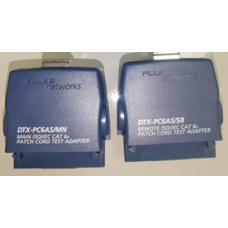 FLUKE
networks
DTX-PC6AS/MN
MAIN ISO/IEC CAT 6A
PATCH CORD TEST ADAPTER
FLUKE
networks
DTX-PC6AS/SR
REMOTE ISO/IEC CAT 6A
PATCH CORD TEST ADAPTER